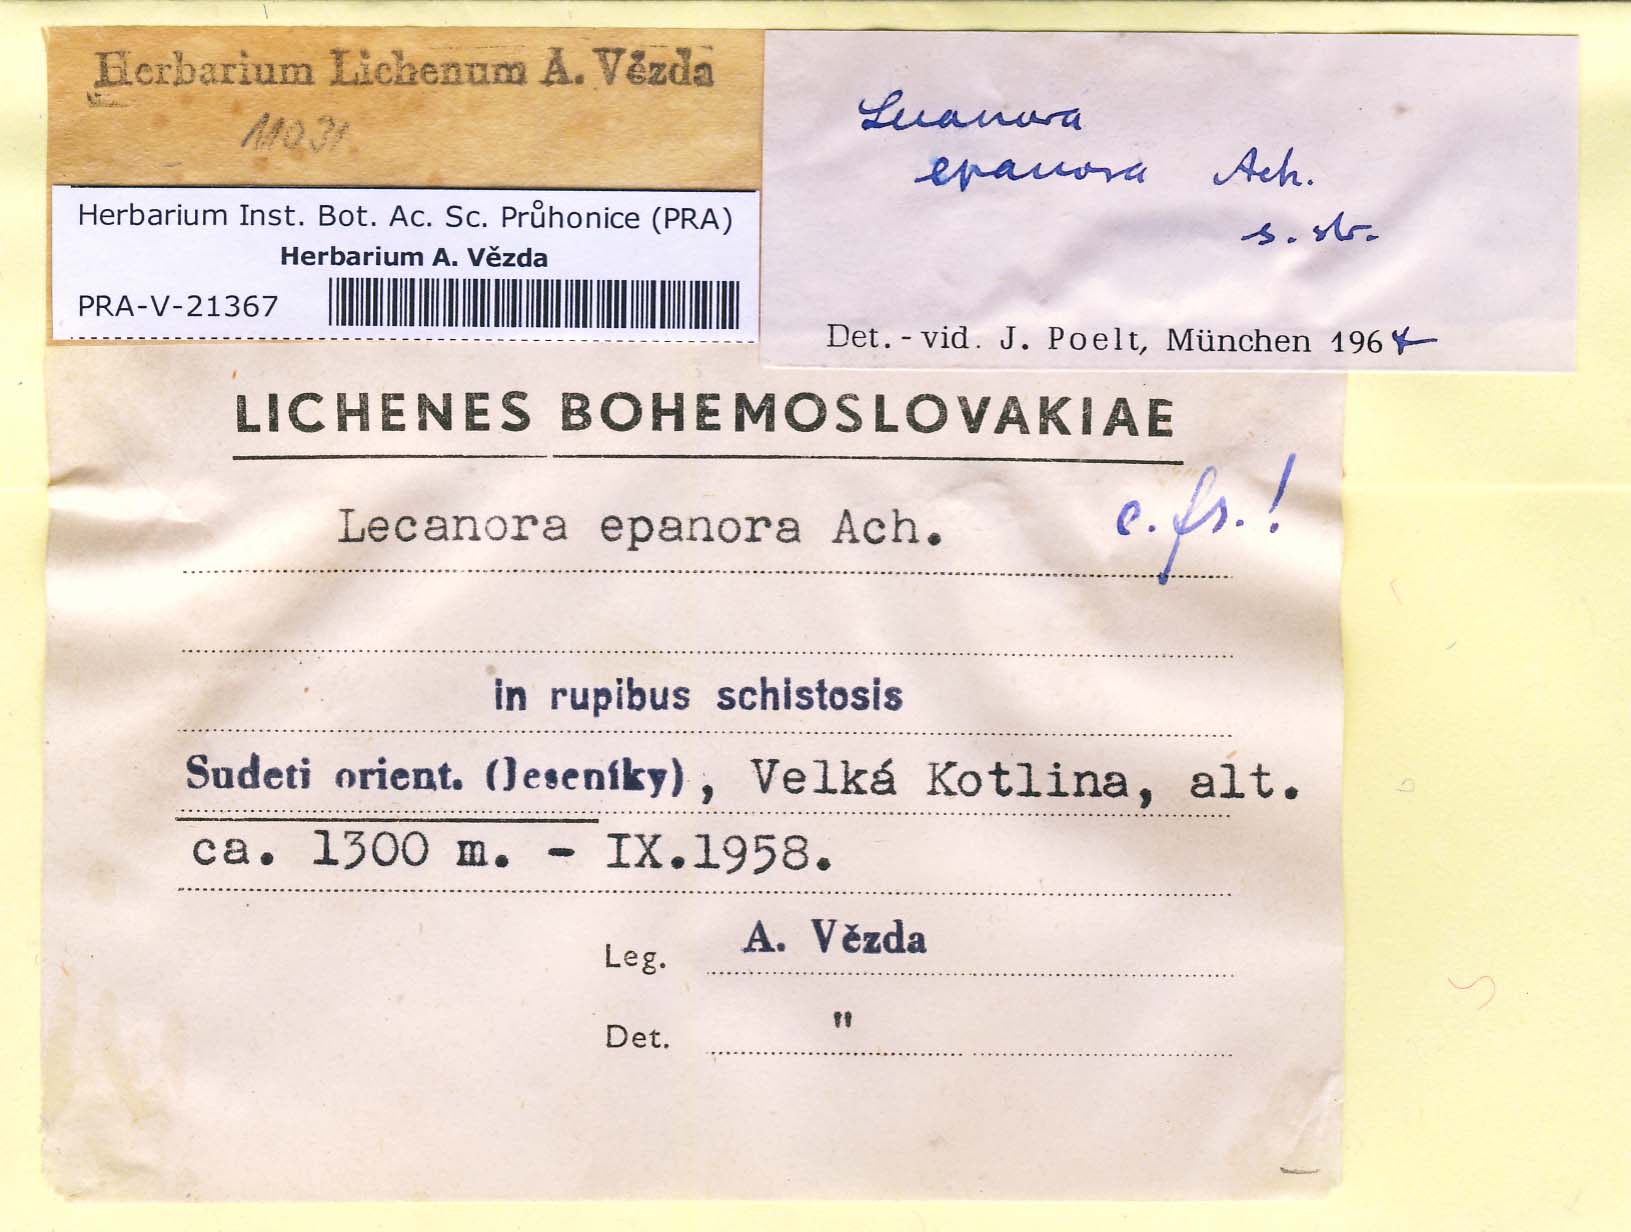 Herbarium Lichenum A. Vězda
11031.
Herbarium Inst. Bot. Ac. Sc. Průhonice (PRA)
Herbarium A. Vězda
PRA-V-21367
Lecanora
epanora Ach.
s. str.
Det. - vid. J. Poelt, München 1964
LICHENES BOHEMOSLOVAKIAE
Lecanora epanora Ach.
c. fr.!
in rupibus schistosis
Sudeti orient. (Jeseníky), Velká Kotlina, alt.
ca. 1300 m. - IX.1958.
Leg. A. Vězda
Det. "